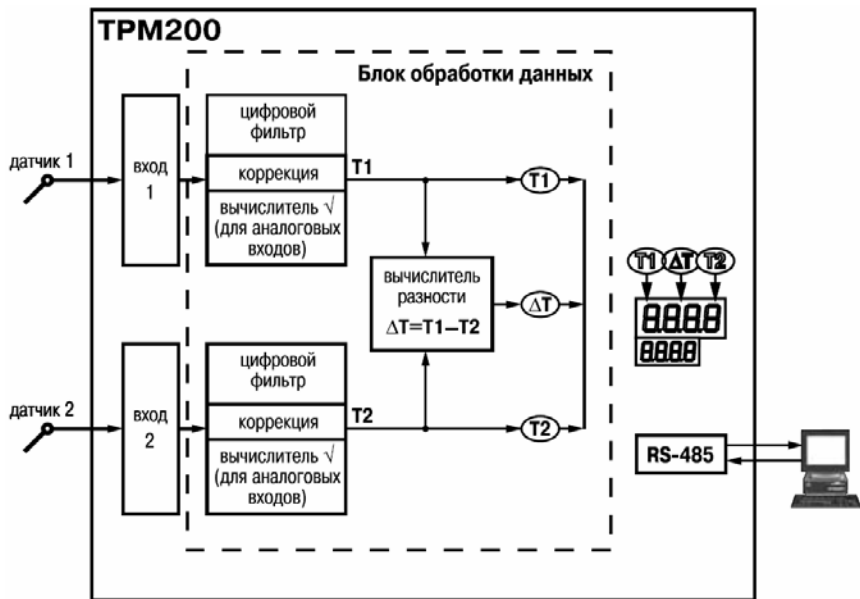 ТРМ200
Блок обработки данных
датчик 1
вход
1
цифровой
фильтр
коррекция
вычислитель √
(для аналоговых
входов)
T1
T1
вычислитель
разности
ΔT=T1–T2
ΔT
T1 ΔT T2
8.8.8.8
8.8.8.8
датчик 2
вход
2
цифровой
фильтр
коррекция
вычислитель √
(для аналоговых
входов)
T2
T2
RS-485